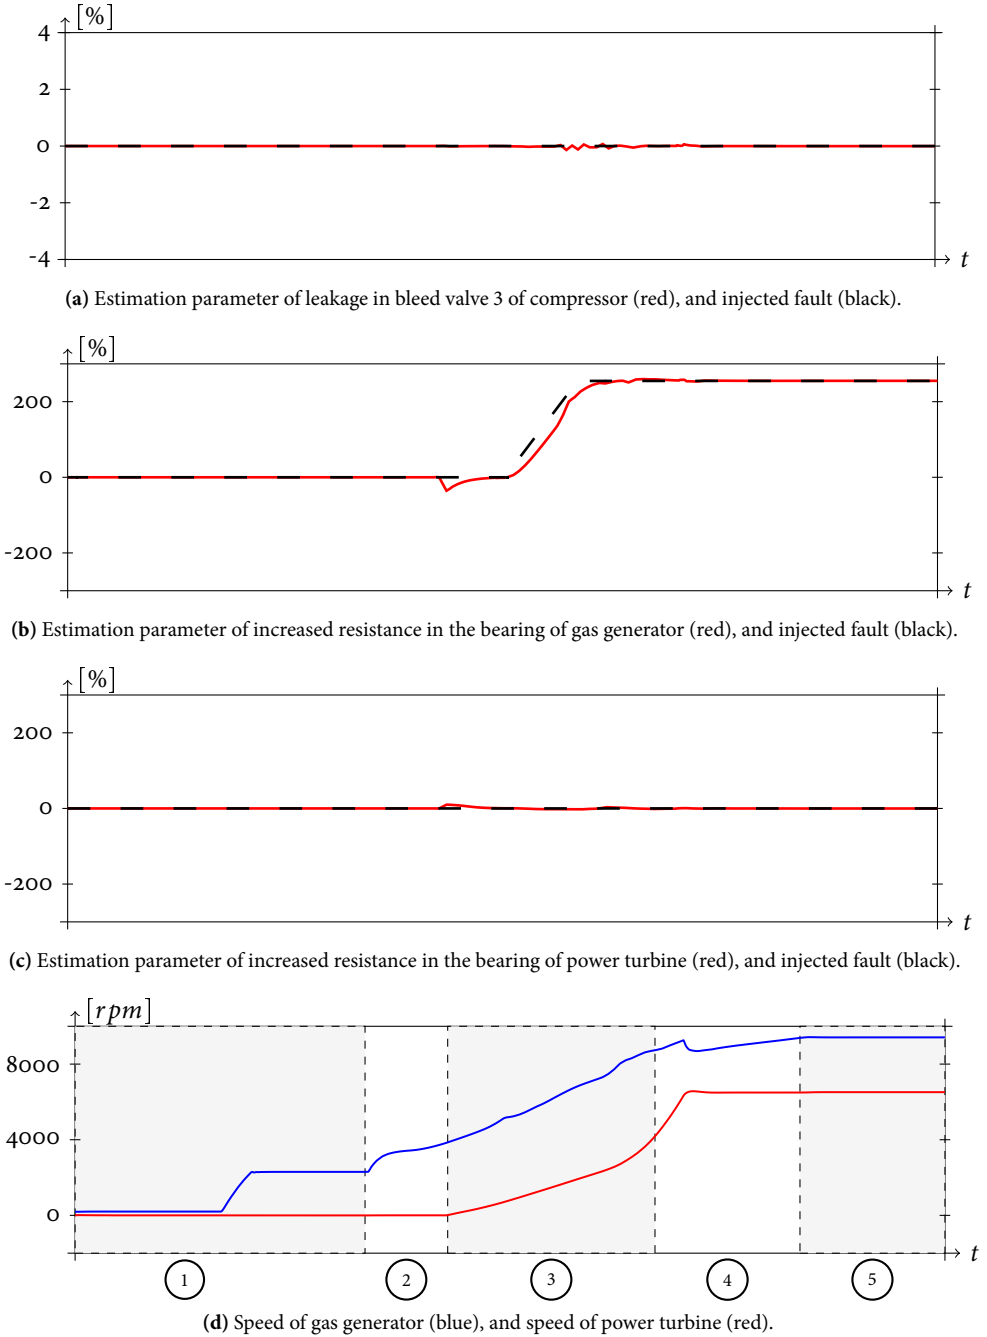 [%]
4
2
0
-2
-4
t
(a) Estimation parameter of leakage in bleed valve 3 of compressor (red), and injected fault (black).
[%]
200
0
-200
t
(b) Estimation parameter of increased resistance in the bearing of gas generator (red), and injected fault (black).
[%]
200
0
-200
t
(c) Estimation parameter of increased resistance in the bearing of power turbine (red), and injected fault (black).
[rpm]
8000
4000
0
t
1 2 3 4 5
(d) Speed of gas generator (blue), and speed of power turbine (red).